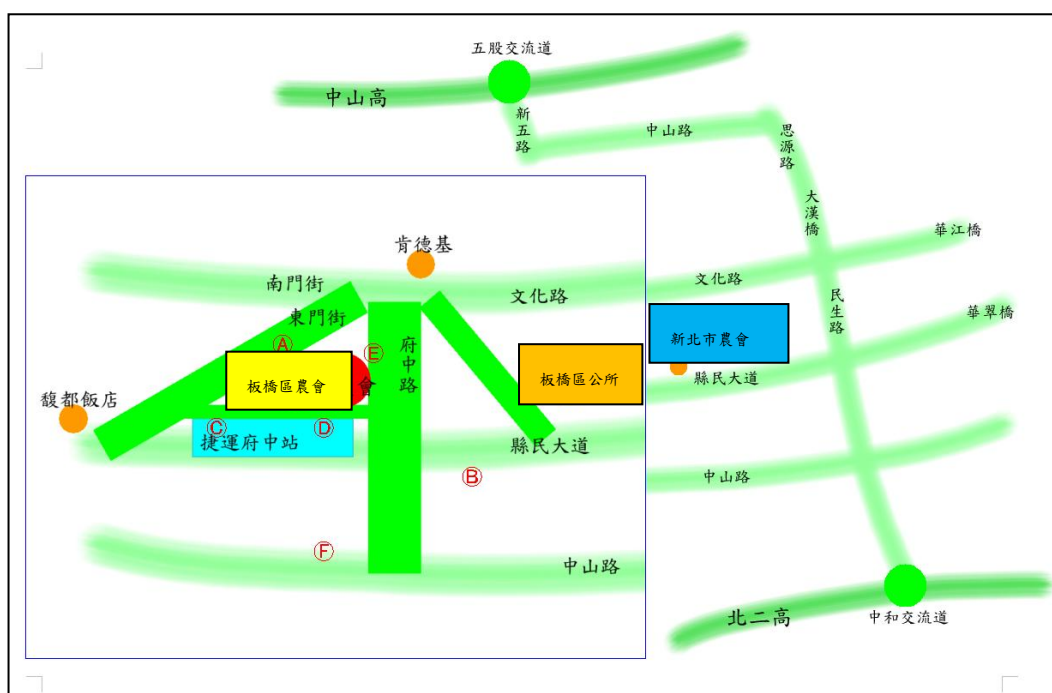 五股交流道
中山高
新五路
中山路
思源路
大漢橋
華江橋
肯德基
南門街
文化路
文化路
東門街
民生路
華翠橋
新北市農會
Ⓐ
Ⓔ
府中路
板橋區農會
會
板橋區公所
縣民大道
馥都飯店
Ⓒ
Ⓓ
捷運府中站
縣民大道
Ⓑ
中山路
Ⓕ
中山路
北二高
中和交流道